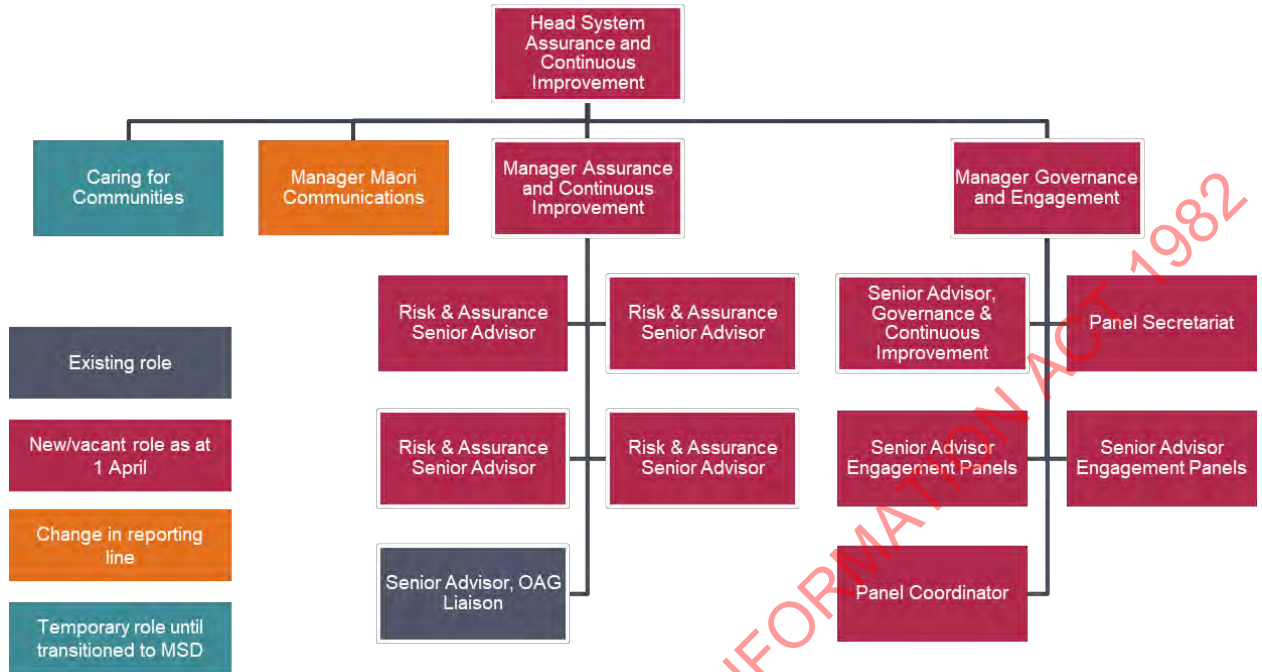 Head System
Assurance and
Continuous
Improvement
Caring for
Communities
Manager Māori
Communications
Manager Assurance
and Continuous
Improvement
Manager Governance
and Engagement
Risk & Assurance
Senior Advisor
Risk & Assurance
Senior Advisor
Senior Advisor,
Governance &
Continuous
Improvement
Panel Secretariat
Existing role
New/vacant role as at
1 April
Risk & Assurance
Senior Advisor
Risk & Assurance
Senior Advisor
Senior Advisor
Engagement Panels
Senior Advisor
Engagement Panels
Change in reporting
line
Senior Advisor, OAG
Liaison
Panel Coordinator
Temporary role until
transitioned to MSD
INFORMATION ACT 1982